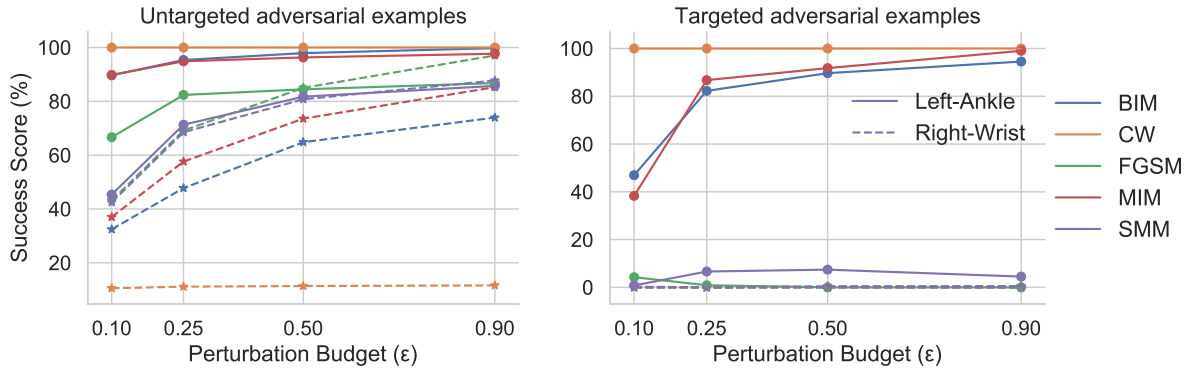 Untargeted adversarial examples
Success Score (%)
100
80
60
40
20
0.10 0.25 0.50 0.90
Perturbation Budget (ε)
Targeted adversarial examples
100
80
60
40
20
0
0.10 0.25 0.50 0.90
Perturbation Budget (ε)
Left-Ankle
Right-Wrist
BIM
CW
FGSM
MIM
SMM